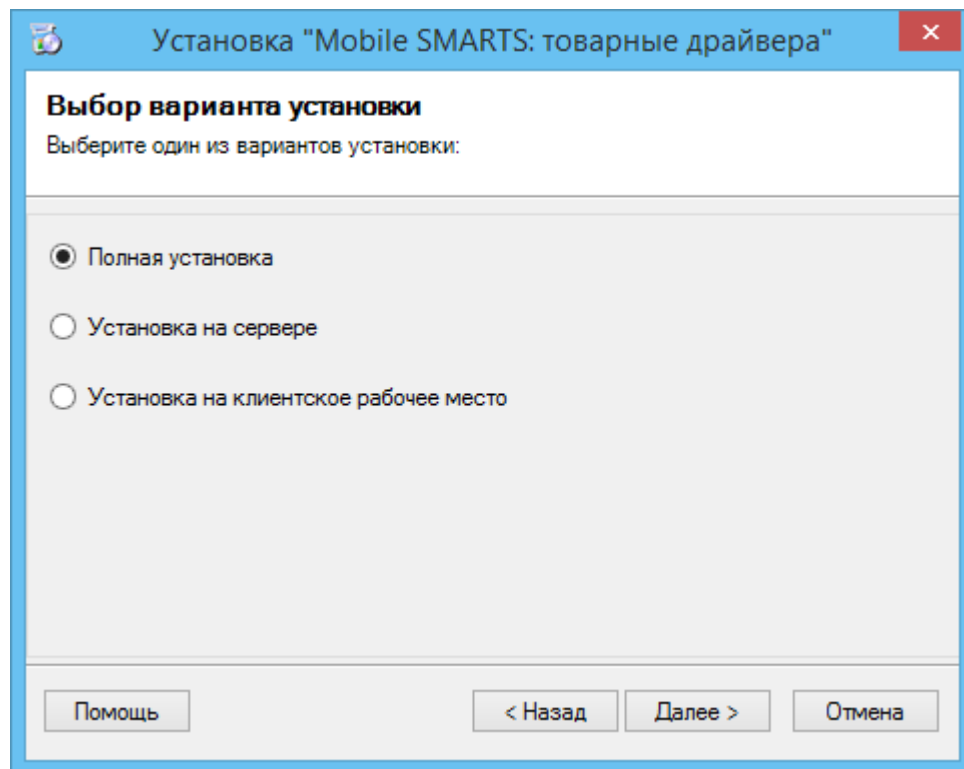 Установка "Mobile SMARTS: товарные драйвера"
Выбор варианта установки
Выберите один из вариантов установки:
Полная установка
Установка на сервере
Установка на клиентское рабочее место
Помощь
< Назад
Далее >
Отмена